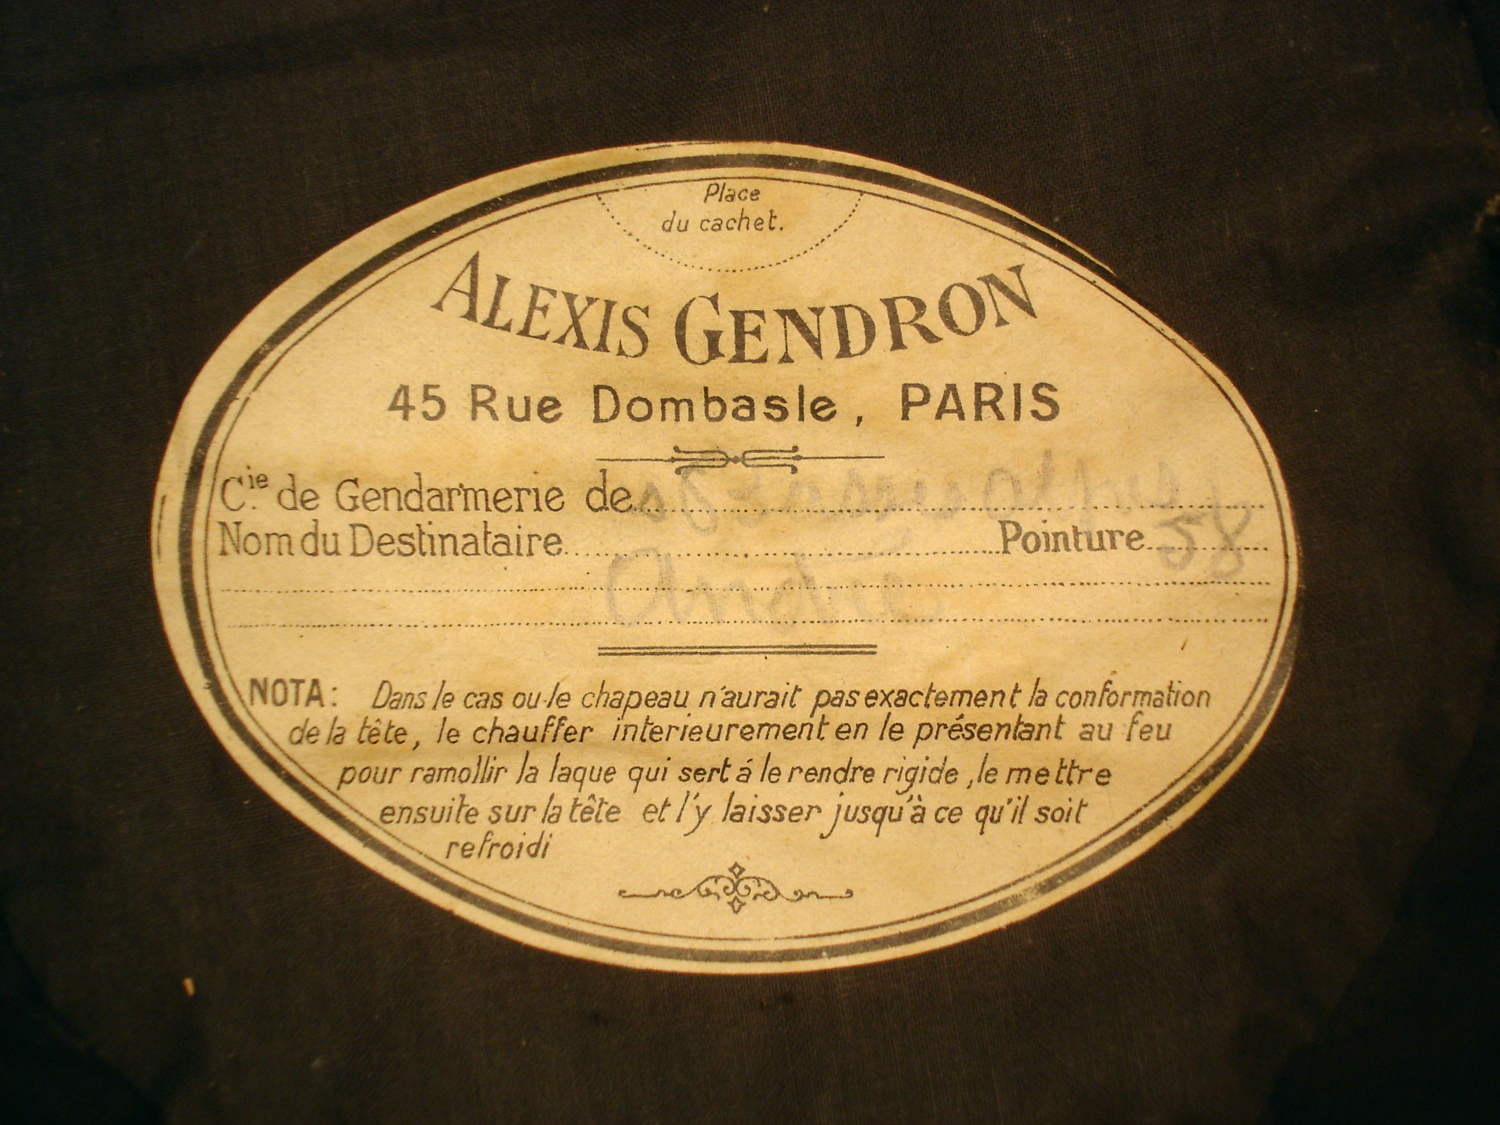 Place
du cachet.
ALEXIS GENDRON
45 Rue Dombasle, PARIS
Cie de Gendarmerie de
Nom du Destinataire Pointure 58
André
NOTA: Dans le cas ou le chapeau n'aurait pas exactement la conformation
de la tête, le chauffer interieurement en le présentant au feu
pour ramollir la laque qui sert á le rendre rigide, le mettre
ensuite sur la tête et l'y laisser jusqu'à ce qu'il soit
refroidi